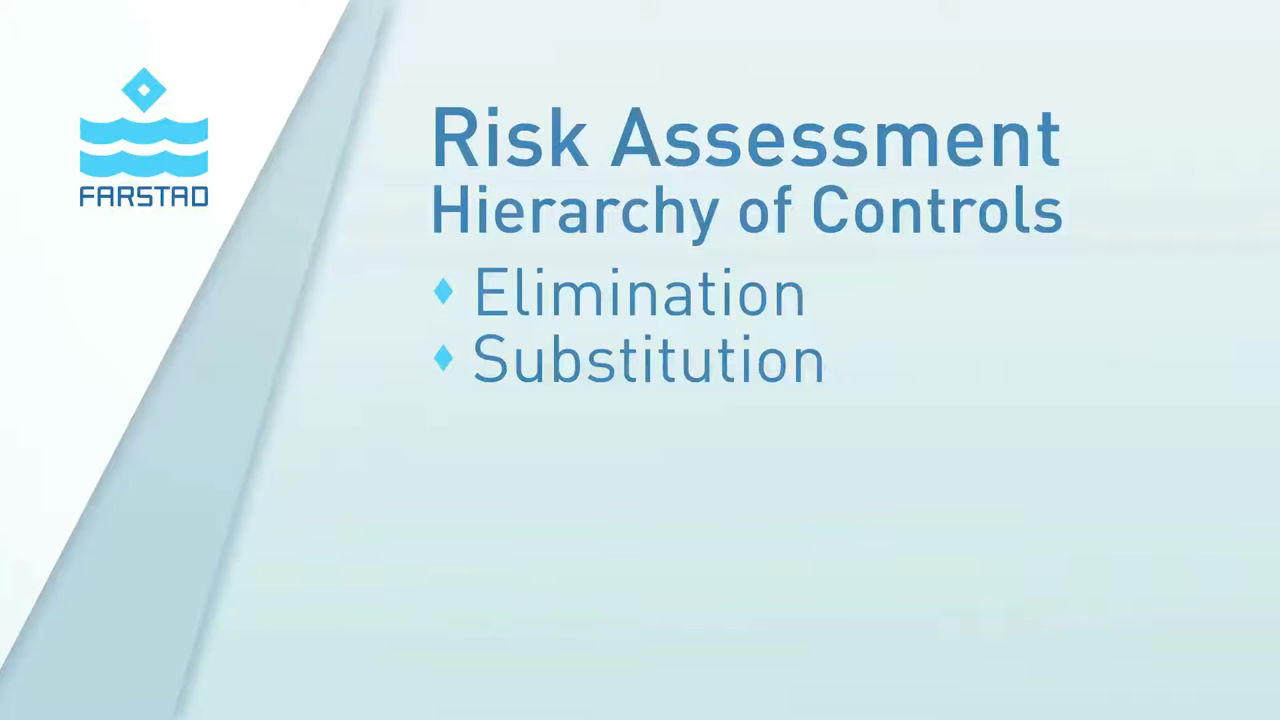 FARSTAD
Risk Assessment
Hierarchy of Controls
Elimination
Substitution